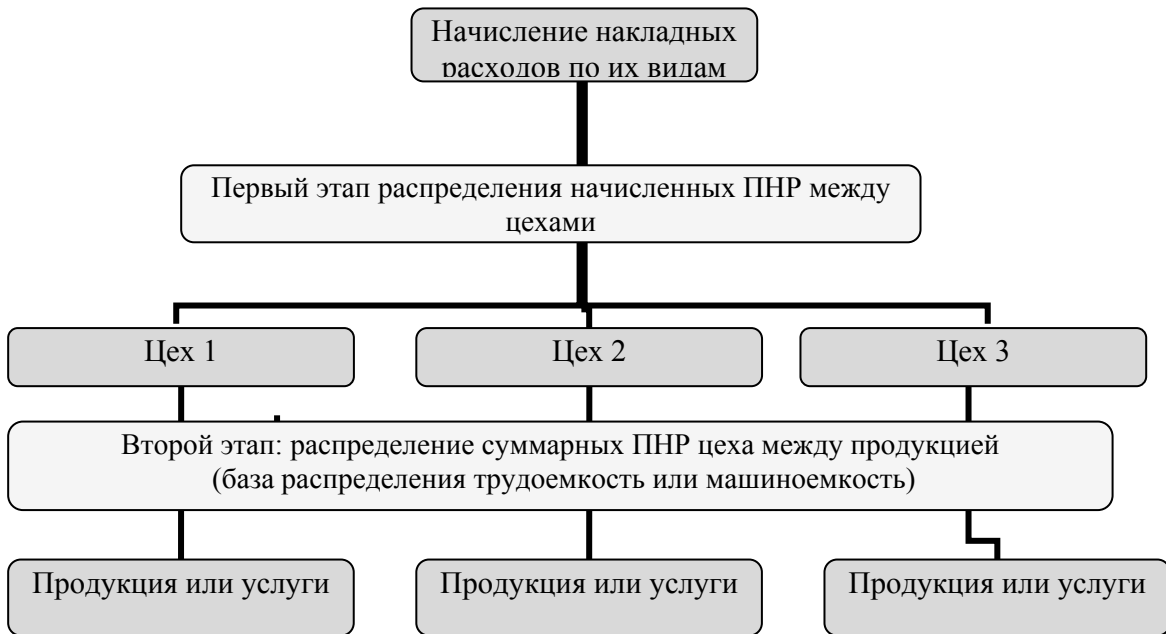 Начисление накладных
расходов по их видам
Первый этап распределения начисленных ПНР между
цехами
Цех 1
Цех 2
Цех 3
Второй этап: распределение суммарных ПНР цеха между продукцией
(база распределения трудоемкость или машиноемкость)
Продукция или услуги
Продукция или услуги
Продукция или услуги